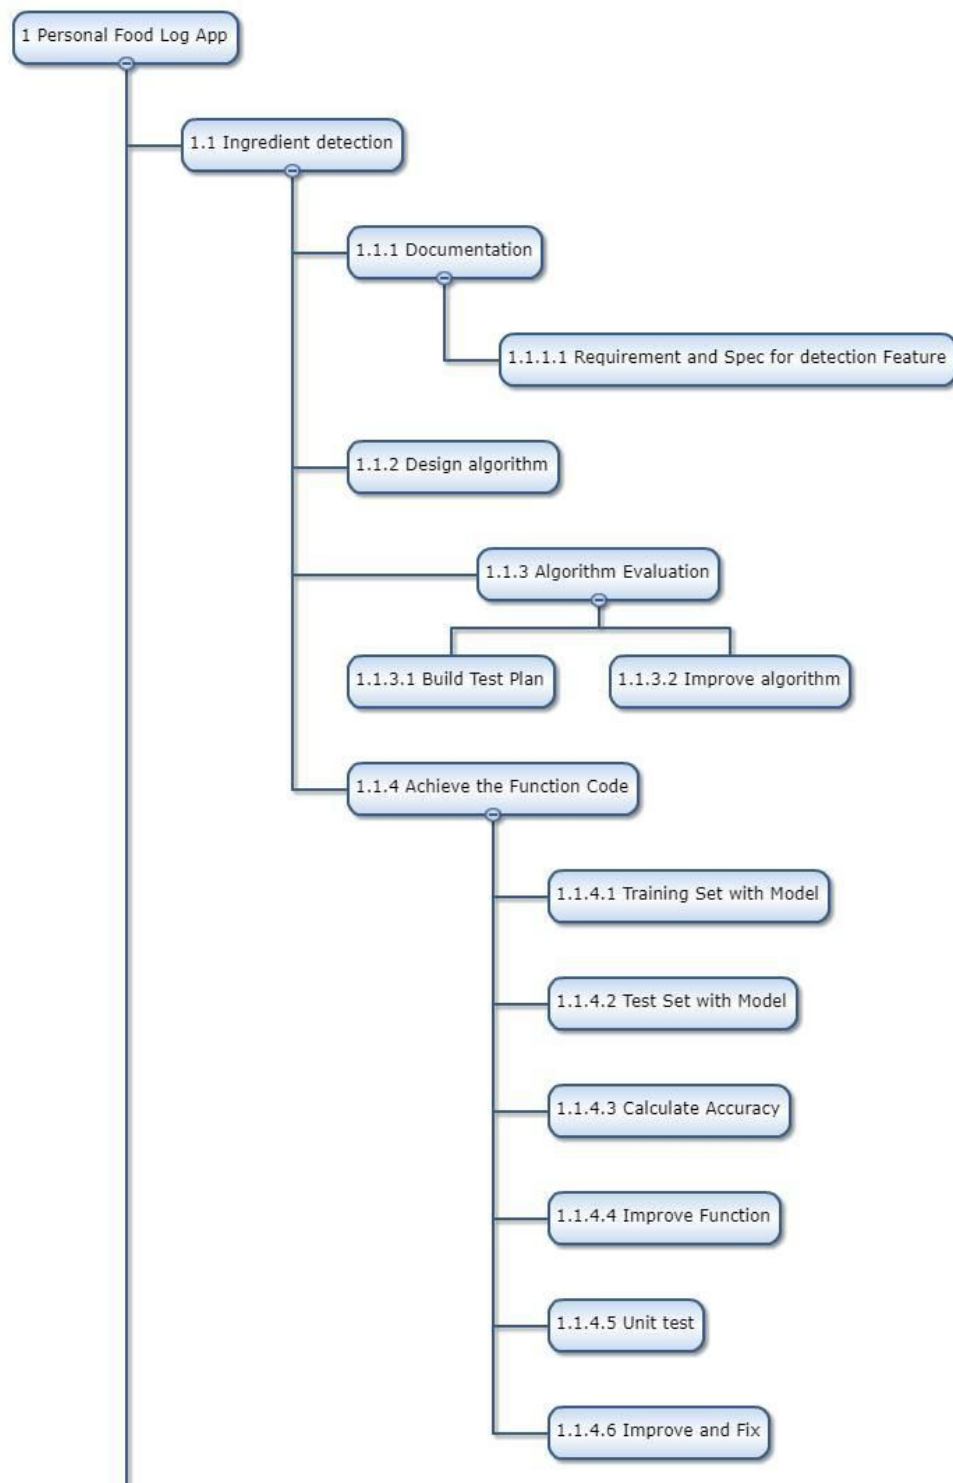 1 Personal Food Log App
1.1 Ingredient detection
1.1.1 Documentation
1.1.1.1 Requirement and Spec for detection Feature
1.1.2 Design algorithm
1.1.3 Algorithm Evaluation
1.1.3.1 Build Test Plan
1.1.3.2 Improve algorithm
1.1.4 Achieve the Function Code
1.1.4.1 Training Set with Model
1.1.4.2 Test Set with Model
1.1.4.3 Calculate Accuracy
1.1.4.4 Improve Function
1.1.4.5 Unit test
1.1.4.6 Improve and Fix